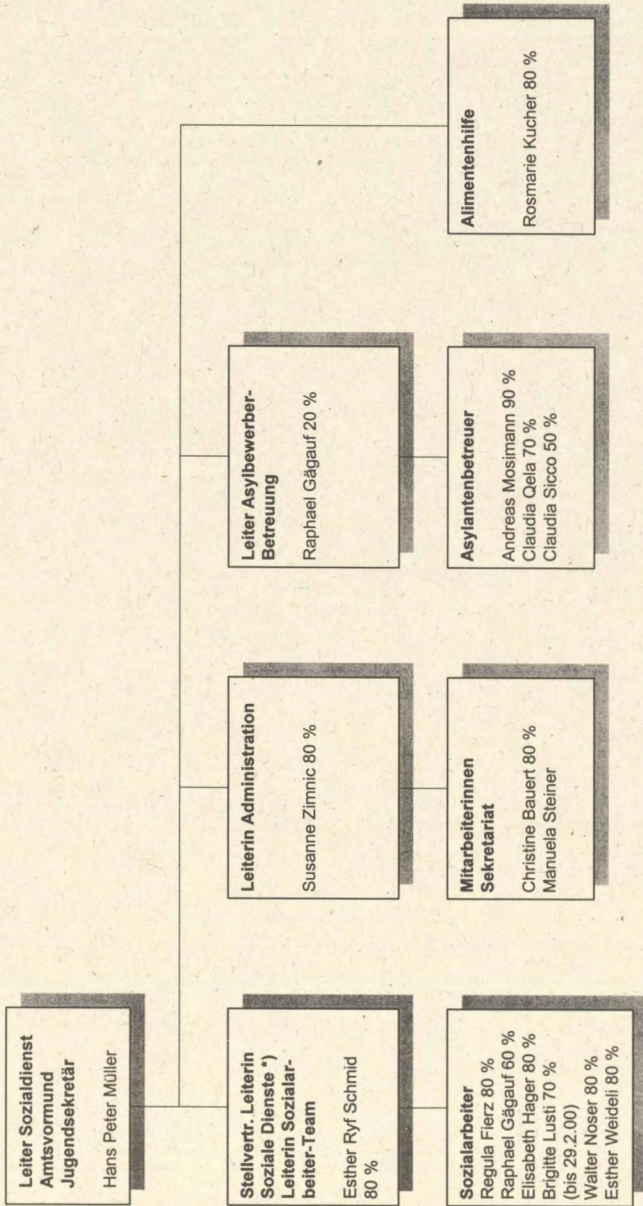 Leiter Sozialdienst
Amtsvormund
Jugendsekretär
Hans Peter Müller
Stellvertr. Leiterin
Soziale Dienste *)
Leiterin Sozialar-
beiter-Team
Esther Ryf Schmid
80 %
Leiterin Administration
Susanne Zimnic 80 %
Leiter Asylbewerber-
Betreuung
Raphael Gägauf 20 %
Sozialarbeiter
Regula Fierz 80 %
Raphael Gägauf 60 %
Elisabeth Hager 80 %
Brigitte Lusti 70 %
(bis 29.2.00)
Walter Noser 80 %
Esther Weideli 80 %
Mitarbeiterinnen
Sekretariat
Christine Bauert 80 %
Manuela Steiner
Asylantenbetreuer
Andreas Mosimann 90 %
Claudia Qela 70 %
Claudia Sicco 50 %
Alimentenhilfe
Rosmarie Kucher 80 %